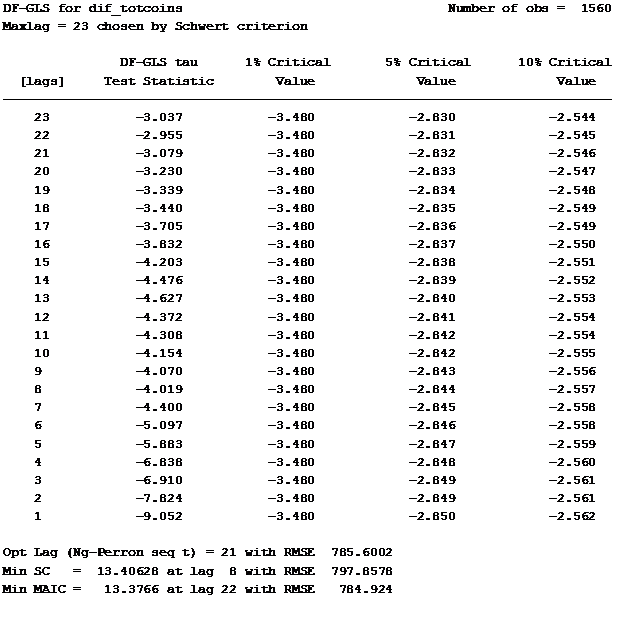 DF-GLS for dif_totcoins Number of obs = 1560
Maxlag = 23 chosen by Schwert criterion
DF-GLS tau 1% Critical 5% Critical 10% Critical
[lags] Test Statistic Value Value Value
23 -3.037 -3.480 -2.830 -2.544
22 -2.955 -3.480 -2.831 -2.545
21 -3.079 -3.480 -2.832 -2.546
20 -3.230 -3.480 -2.833 -2.547
19 -3.339 -3.480 -2.834 -2.548
18 -3.440 -3.480 -2.835 -2.549
17 -3.705 -3.480 -2.836 -2.549
16 -3.832 -3.480 -2.837 -2.550
15 -4.203 -3.480 -2.838 -2.551
14 -4.476 -3.480 -2.839 -2.552
13 -4.627 -3.480 -2.840 -2.553
12 -4.372 -3.480 -2.841 -2.554
11 -4.308 -3.480 -2.842 -2.554
10 -4.154 -3.480 -2.842 -2.555
9 -4.070 -3.480 -2.843 -2.556
8 -4.019 -3.480 -2.844 -2.557
7 -4.400 -3.480 -2.845 -2.558
6 -5.097 -3.480 -2.846 -2.558
5 -5.883 -3.480 -2.847 -2.559
4 -6.838 -3.480 -2.848 -2.560
3 -6.910 -3.480 -2.849 -2.561
2 -7.824 -3.480 -2.849 -2.561
1 -9.052 -3.480 -2.850 -2.562
Opt Lag (Ng-Perron seq t) = 21 with RMSE 785.6002
Min SC = 13.40628 at lag 8 with RMSE 797.8578
Min MAIC = 13.3766 at lag 22 with RMSE 784.924